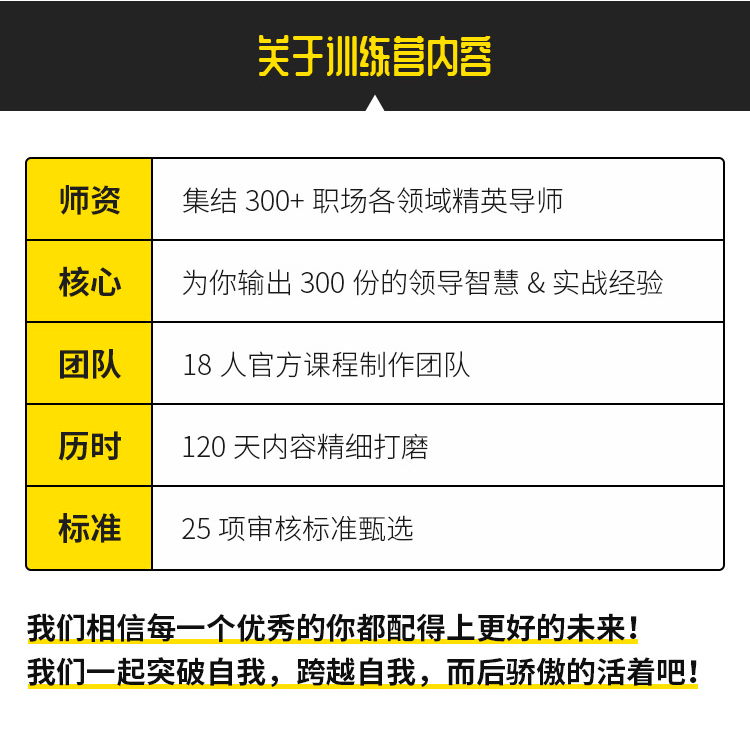 关于训练营内容
师资 集结 300+ 职场各领域精英导师
核心 为你输出 300 份的领导智慧 & 实战经验
团队 18 人官方课程制作团队
历时 120 天内容精细打磨
标准 25 项审核标准甄选
我们相信每一个优秀的你都配得上更好的未来！
我们一起突破自我，跨越自我，而后骄傲的活着吧！